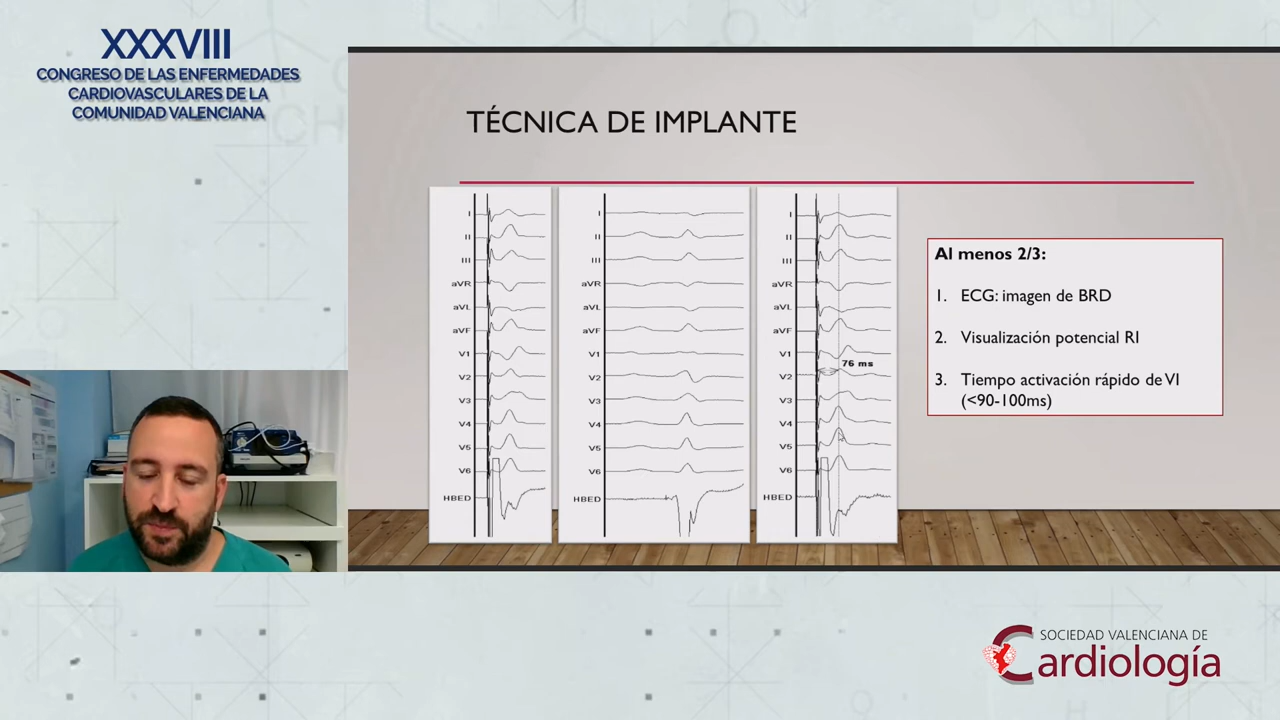 XXXVIII
CONGRESO DE LAS ENFERMEDADES
CARDIOVASCULARES DE LA
COMUNIDAD VALENCIANA
TÉCNICA DE IMPLANTE
I
II
III
aVR
aVL
aVF
V1
V2
V3
V4
V5
V6
HBED
I
II
III
aVR
aVL
aVF
V1
V2
V3
V4
V5
V6
HBED
I
II
III
aVR
aVL
aVF
V1
76 ms
V2
V3
V4
V5
V6
HBED
Al menos 2/3:
1. ECG: imagen de BRD
2. Visualización potencial RI
3. Tiempo activación rápido de VI
(<90-100ms)
SOCIEDAD VALENCIANA DE
Cardiología